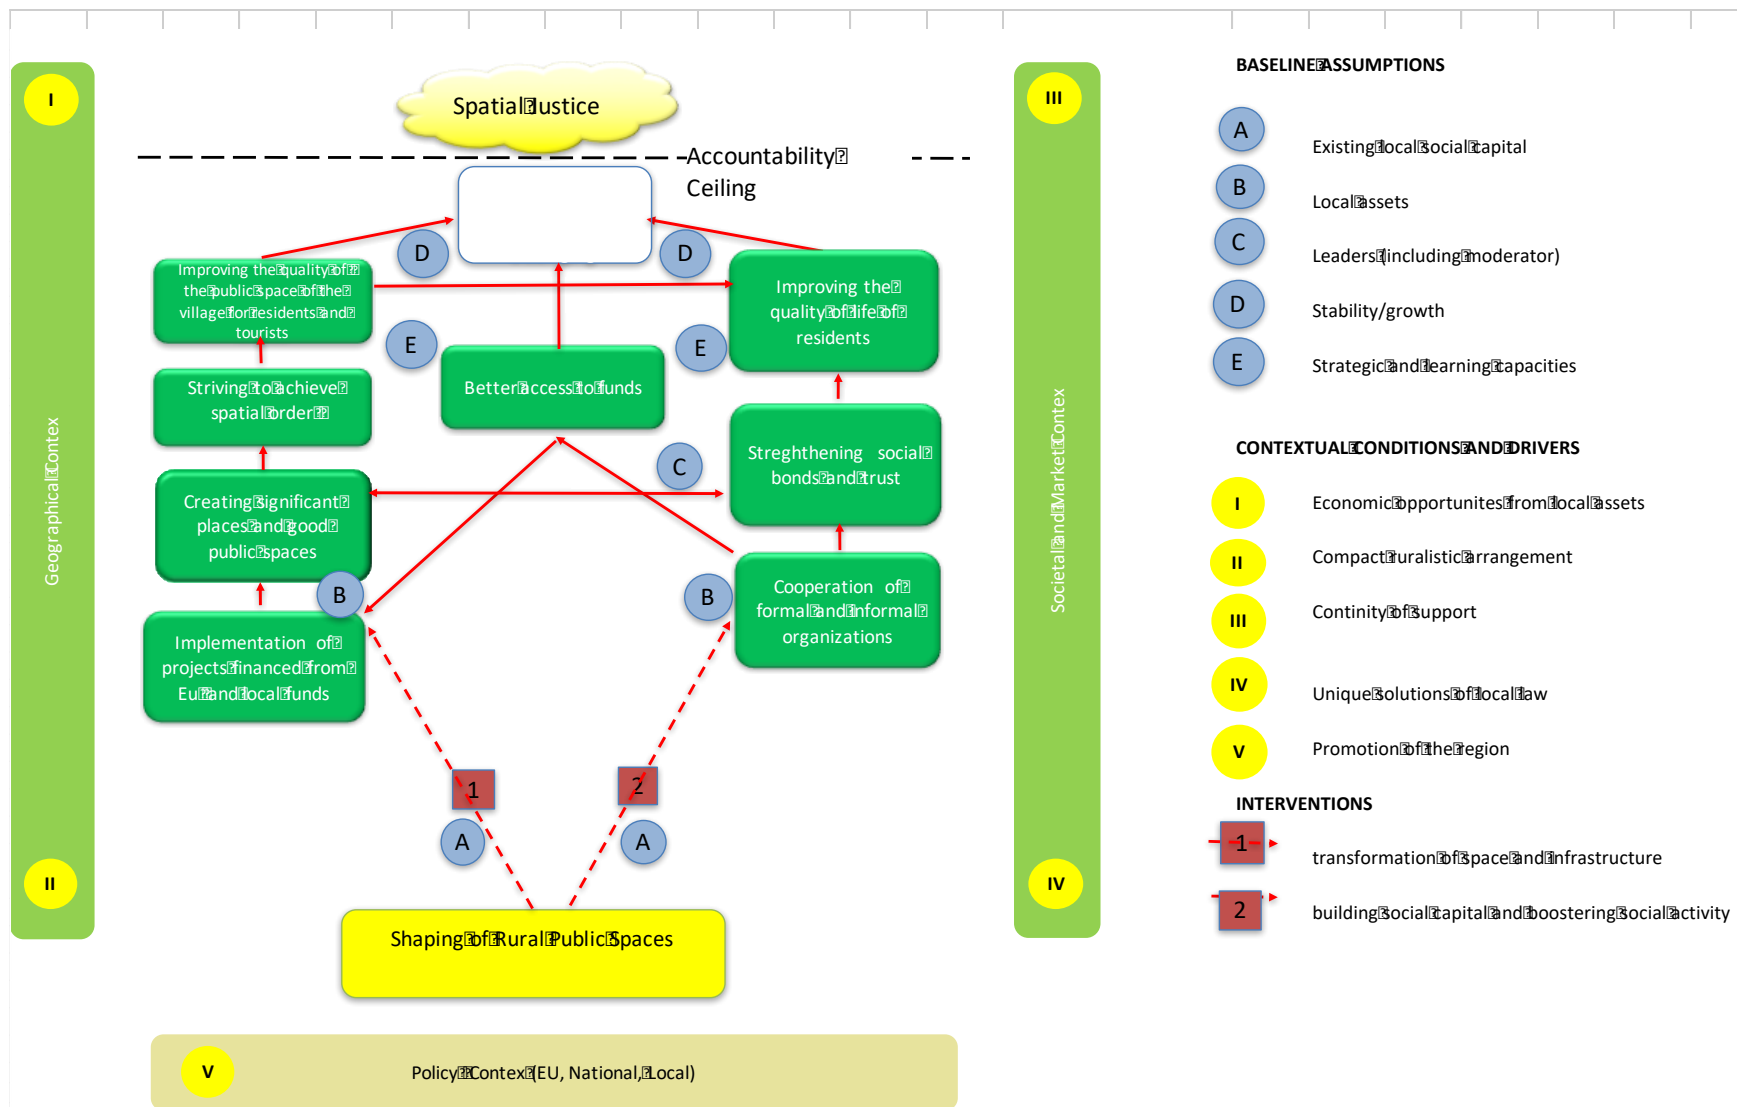 I
Spatial Justice
Accountability
Ceiling
D
D
Improving the quality of
the public space of the
village for residents and
tourists
Improving the
quality of life of
residents
E
E
Better access to funds
Striving to achieve
spatial order
C
Streghthening social
bonds and trust
Creating significant
places and good
public spaces
B
B
Cooperation of
formal and informal
organizations
Implementation of
projects financed from
Eu and local funds
1
2
A
A
Shaping of Rural Public Spaces
Geographical Contex
II
V
Policy Contex (EU, National, Local)
III
Societal and Market Contex
IV
BASELINE ASSUMPTIONS
A
Existing local social capital
B
Local assets
C
Leaders (including moderator)
D
Stability/growth
E
Strategic and learning capacities
CONTEXTUAL CONDITIONS AND DRIVERS
I
Economic opportunites from local assets
II
Compact ruralistic arrangement
III
Continity of support
IV
Unique solutions of local law
V
Promotion of the region
INTERVENTIONS
1
transformation of space and infrastructure
2
building social capital and boostering social activity